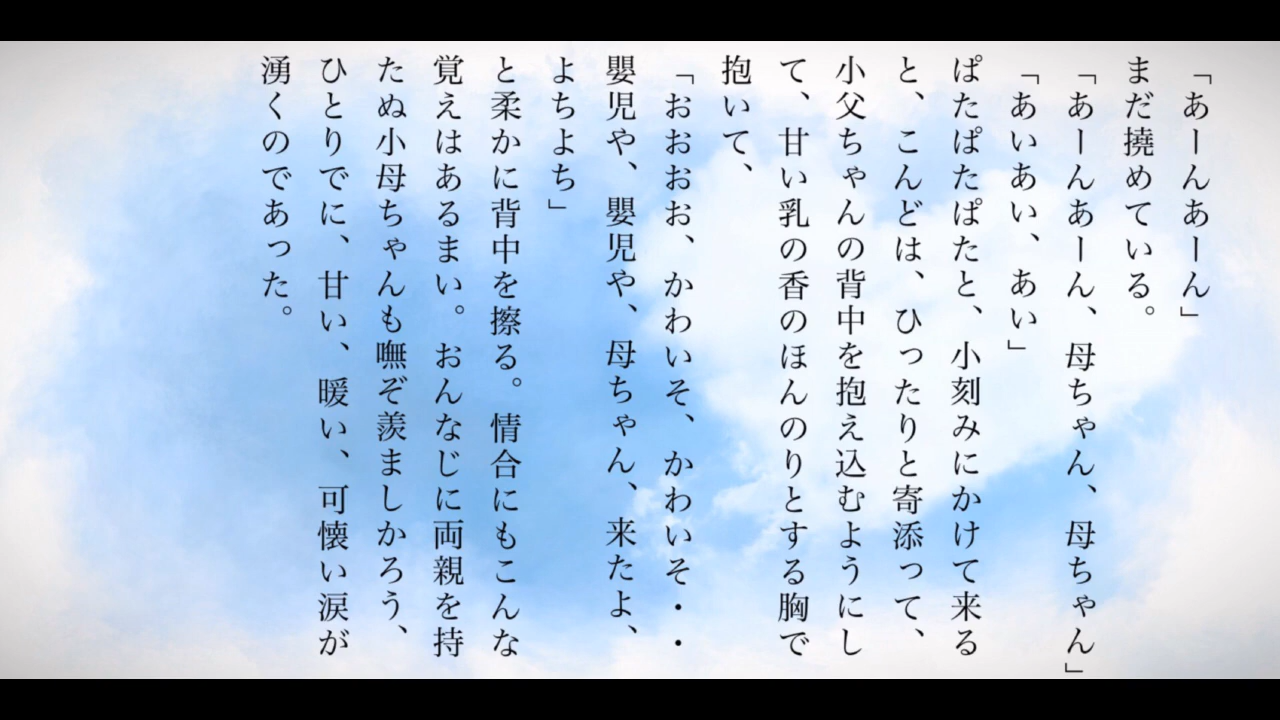 「あーんあーん」
まだ撓めている。
「あーんあーん、母ちゃん、母ちゃん」
「あいあい、あい」
ぱたぱたぱたと、小刻みにかけて来る
と、こんどは、ひったりと寄添って、
小父ちゃんの背中を抱え込むようにし
て、甘い乳の香のほんのりとする胸で
抱いて、
「おおおお、かわいそ、かわいそ・・
嬰児や、嬰児や、母ちゃん、来たよ、
よちよち」
と柔かに背中を擦る。情合にもこんな
覚えはあるまい。おんなじに両親を持
たぬ小母ちゃんも嘸ぞ羨ましかろう、
ひとりでに、甘い、暖い、可懐い涙が
湧くのであった。